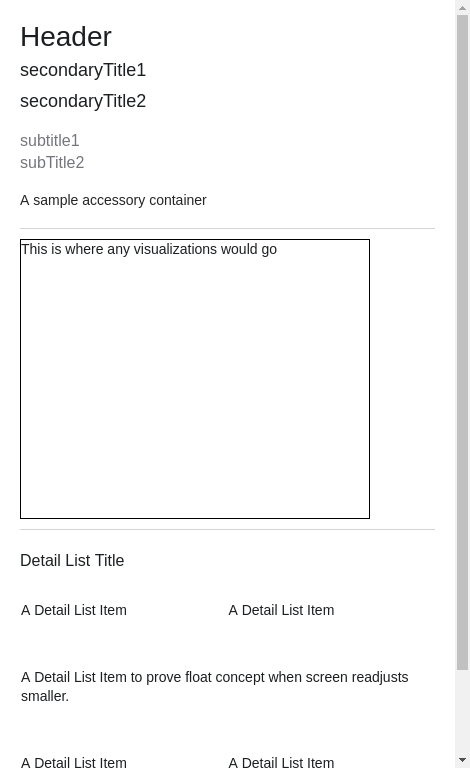 Header
secondaryTitle1
secondaryTitle2
subtitle1
subTitle2
A sample accessory container
This is where any visualizations would go
Detail List Title
A Detail List Item
A Detail List Item
A Detail List Item to prove float concept when screen readjusts
smaller.
A Detail List Item
A Detail List Item